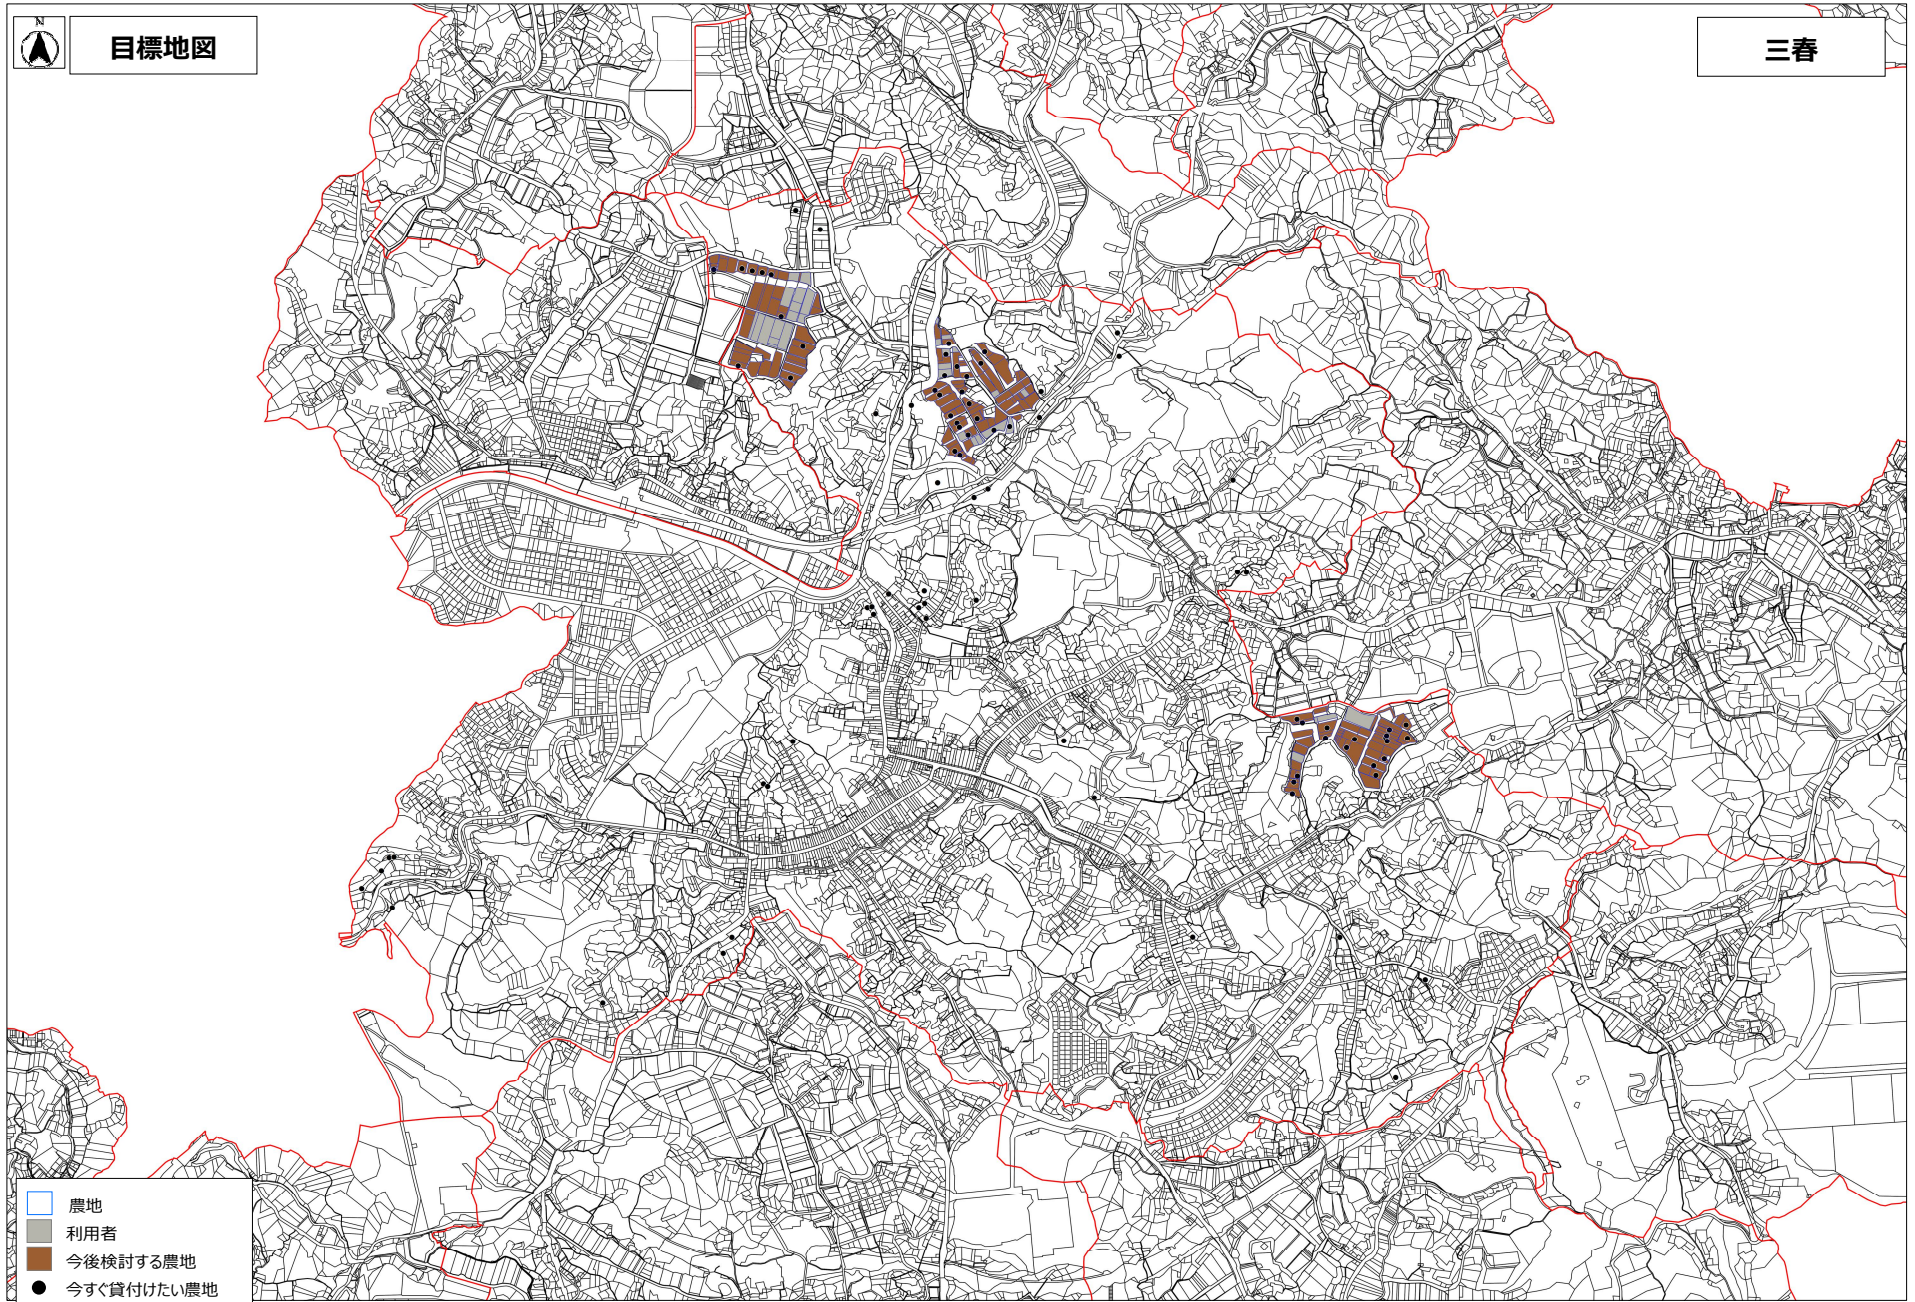 N
目標地図
三春
農地
利用者
今後検討する農地
今すぐ貸付けたい農地